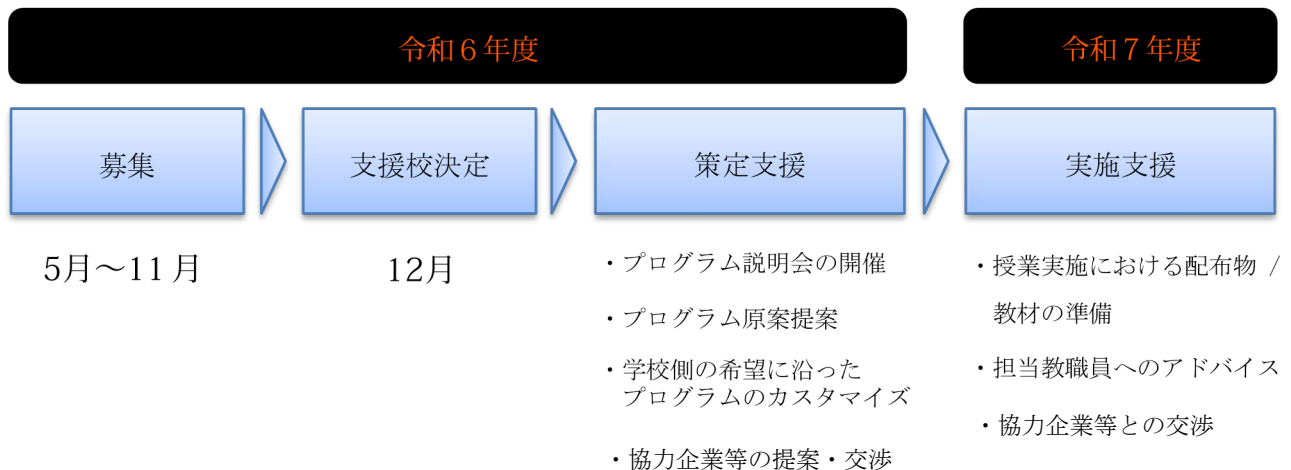 令和６年度
令和７年度
募集
支援校決定
策定支援
実施支援
5月〜11月
12月
・プログラム説明会の開催
・プログラム原案提案
・学校側の希望に沿った
プログラムのカスタマイズ
・協力企業等の提案・交渉
・授業実施における配布物 /
教材の準備
・担当教職員へのアドバイス
・協力企業等との交渉